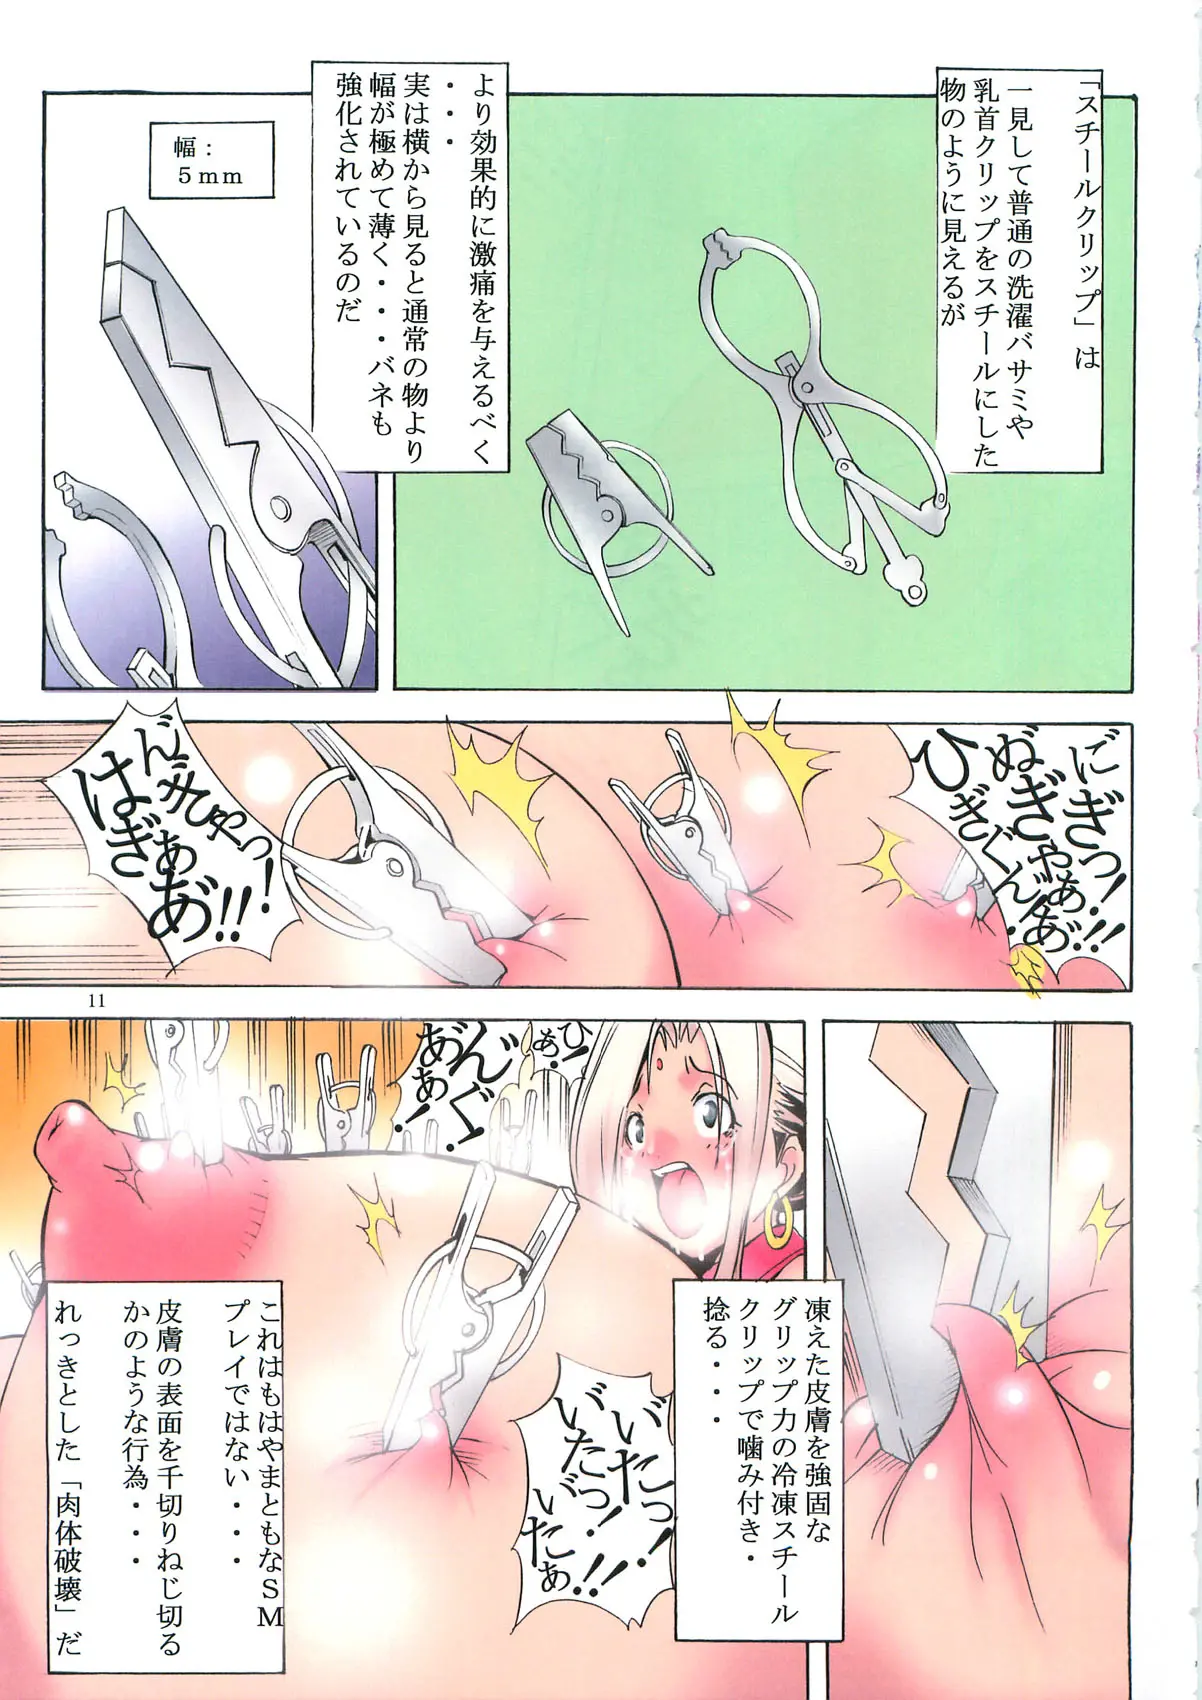 「スチールクリップ」は
一見して普通の洗濯バサミや
乳首クリップをスチールにした
物のように見えるが
より効果的に激痛を与えるべく
・・・
実は横から見ると通常の物より
幅が極めて薄く・・・バネも
強化されているのだ
幅:
5mm
にぎっ!
ぬぎゃあぁあ゛!!
ひぎぐんっ!
ん゛みひゃっ!
はぎぁあ゛!!
凍えた皮膚を強固な
グリップ力の冷凍スチール
クリップで噛み付き・
捻る・・・
ひあ゛!
んぐ゛!
あ゛あぁ!
い゛たっ!
い゛たっ!
い゛たぁ!!
これはもはやまともなSM
プレイではない・・・
皮膚の表面を千切りねじ切る
かのような行為・・・
れっきとした「肉体破壊」だ
11